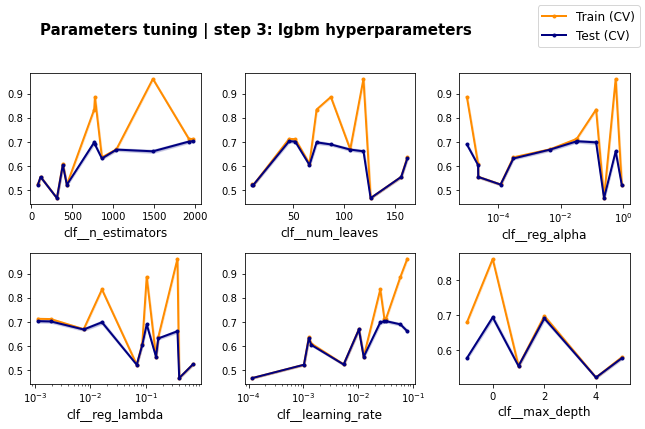 Parameters tuning | step 3: lgbm hyperparameters
Train (CV)
Test (CV)
0.9
0.8
0.7
0.6
0.5
0 500 1000 1500 2000
clf__n_estimators
0.9
0.8
0.7
0.6
0.5
50 100 150
clf__num_leaves
0.9
0.8
0.7
0.6
0.5
10⁻⁴ 10⁻² 10⁰
clf__reg_alpha
0.9
0.8
0.7
0.6
0.5
10⁻³ 10⁻² 10⁻¹
clf__reg_lambda
0.9
0.8
0.7
0.6
0.5
10⁻⁴ 10⁻³ 10⁻² 10⁻¹
clf__learning_rate
0.8
0.7
0.6
0 2 4
clf__max_depth